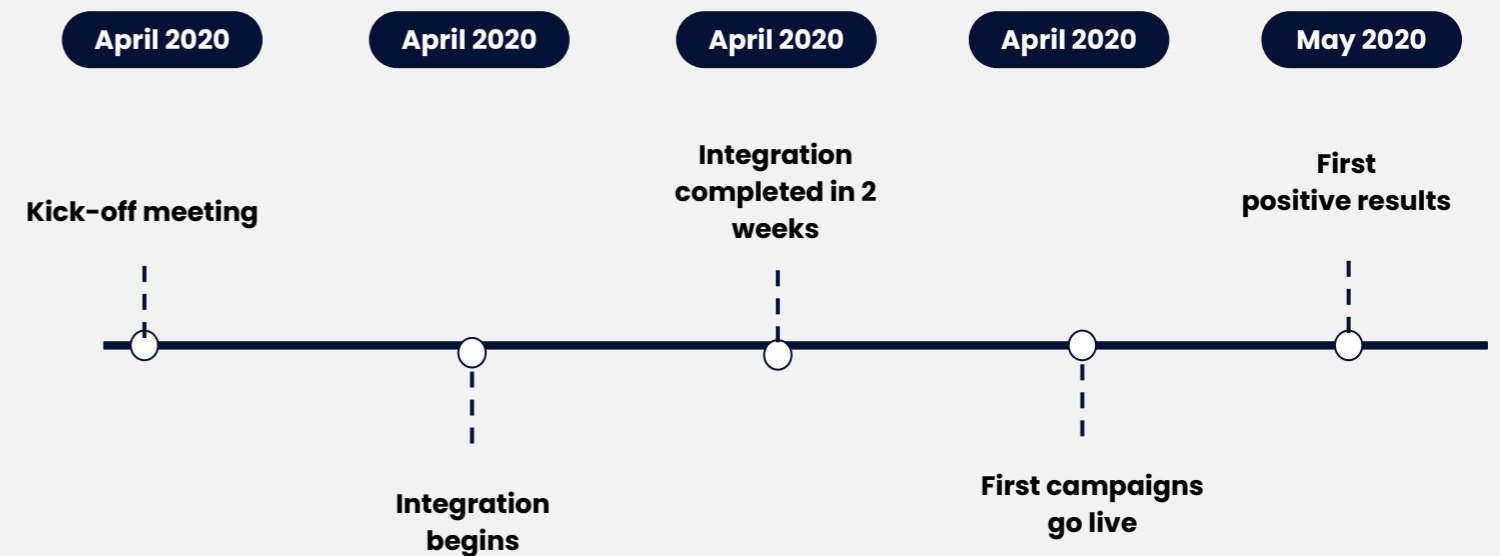 April 2020
April 2020
April 2020
April 2020
May 2020
Kick-off meeting
Integration
completed in 2
weeks
First
positive results
Integration
begins
First campaigns
go live